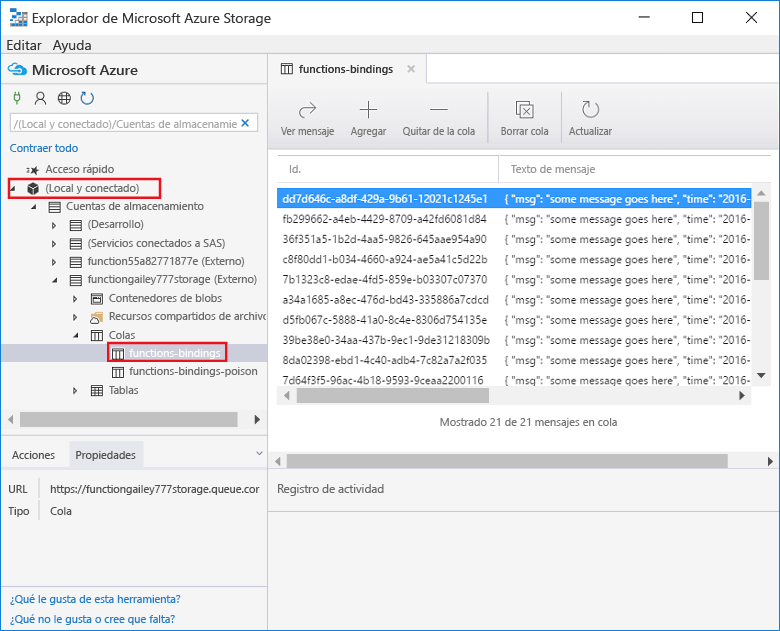 Explorador de Microsoft Azure Storage
Editar Ayuda
Microsoft Azure
/(Local y conectado)/Cuentas de almacenamie
Contraer todo
Acceso rápido
(Local y conectado)
Cuentas de almacenamiento
(Desarrollo)
(Servicios conectados a SAS)
function55a82771877e (Externo)
functiongailey777storage (Externo)
Contenedores de blobs
Recursos compartidos de archivo
Colas
functions-bindings
functions-bindings-poison
Tablas
Acciones Propiedades
URL https://functiongailey777storage.queue.cor
Tipo Cola
¿Qué le gusta de esta herramienta?
¿Qué no le gusta o cree que falta?
functions-bindings
Ver mensaje Agregar Quitar de la cola Borrar cola Actualizar
Id. Texto de mensaje
dd7d646c-a8df-429a-9b61-12021c1245e1 { "msg": "some message goes here", "time": "2016-
fb299662-a4eb-4429-8709-a42fd6081d84 { "msg": "some message goes here", "time": "2016-
36f351a5-1b2d-4aa5-9826-645aae954a90 { "msg": "some message goes here", "time": "2016-
c8f80dd1-b034-4660-a924-ae5a41c5d22b { "msg": "some message goes here", "time": "2016-
7b1323c8-edae-4fd5-859e-b03307c07370 { "msg": "some message goes here", "time": "2016-
a34a1685-a8ec-476d-bd43-335886a7cdcd { "msg": "some message goes here", "time": "2016-
d5fb067c-5888-41a0-8c4e-8306d754135e { "msg": "some message goes here", "time": "2016-
39be38e0-34aa-437b-9ec1-9de31218309b { "msg": "some message goes here", "time": "2016-
8da02398-ebd1-4c40-adb4-7c82a7a2f035 { "msg": "some message goes here", "time": "2016-
7d64f3f5-96ac-4b18-9593-9ceaa2200116 { "msg": "some message goes here", "time": "2016-
Mostrado 21 de 21 mensajes en cola
Registro de actividad